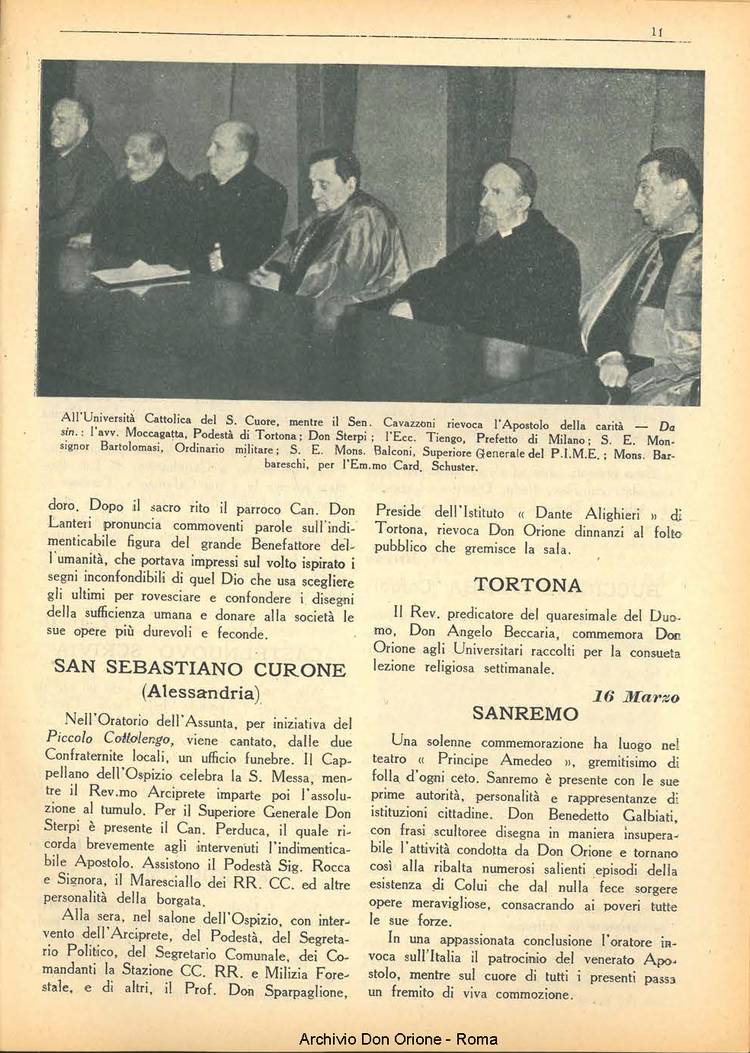 11
All'Università Cattolica del S. Cuore, mentre il Sen. Cavazzoni rievoca l'Apostolo della carità — Da
sin.: l'avv. Moccagatta, Podestà di Tortona; Don Sterpi; l'Ecc. Tiengo, Prefetto di Milano; S. E. Mon-
signor Bartolomasi, Ordinario militare; S. E. Mons. Balconi, Superiore Generale del P.I.M.E.; Mons. Bar-
bareschi, per l'Em.mo Card. Schuster.
doro. Dopo il sacro rito il parroco Can. Don
Lanteri pronuncia commoventi parole sull'indi-
menticabile figura del grande Benefattore del-
l'umanità, che portava impressi sul volto ispirato i
segni inconfondibili di quel Dio che usa scegliere
gli ultimi per rovesciare e confondere i disegni
della sufficienza umana e donare alla società le
sue opere più durevoli e feconde.
SAN SEBASTIANO CURONE
(Alessandria)
Nell'Oratorio dell'Assunta, per iniziativa del
Piccolo Cottolengo, viene cantato, dalle due
Confraternite locali, un ufficio funebre. Il Cap-
pellano dell'Ospizio celebra la S. Messa, men-
tre il Rev.mo Arciprete imparte poi l'assolu-
zione al tumulo. Per il Superiore Generale Don
Sterpi è presente il Can. Perduca, il quale ri-
corda brevemente agli intervenuti l'indimentica-
bile Apostolo. Assistono il Podestà Sig. Rocca
e Signora, il Maresciallo dei RR. CC. ed altre
personalità della borgata.
Alla sera, nel salone dell'Ospizio, con inter-
vento dell'Arciprete, del Podestà, del Segreta-
rio Politico, del Segretario Comunale, dei Co-
mandanti la Stazione CC. RR. e Milizia Fore-
stale, e di altri, il Prof. Don Sparpaglione,
Preside dell'Istituto « Dante Alighieri » di
Tortona, rievoca Don Orione dinnanzi al folto
pubblico che gremisce la sala.
TORTONA
Il Rev. predicatore del quaresimale del Duo-
mo, Don Angelo Beccaria, commemora Don
Orione agli Universitari raccolti per la consueta
lezione religiosa settimanale.
16 Marzo
SANREMO
Una solenne commemorazione ha luogo nel
teatro « Principe Amedeo », gremitisimo di
folla d'ogni ceto. Sanremo è presente con le sue
prime autorità, personalità e rappresentanze di
istituzioni cittadine. Don Benedetto Galbiati,
con frasi scultoree disegna in maniera insupera-
bile l'attività condotta da Don Orione e tornano
così alla ribalta numerosi salienti episodi della
esistenza di Colui che dal nulla fece sorgere
opere meravigliose, consacrando ai poveri tutte
le sue forze.
In una appassionata conclusione l'oratore in-
voca sull'Italia il patrocinio del venerato Apo-
stolo, mentre sul cuore di tutti i presenti passa
un fremito di viva commozione.
Archivio Don Orione - Roma